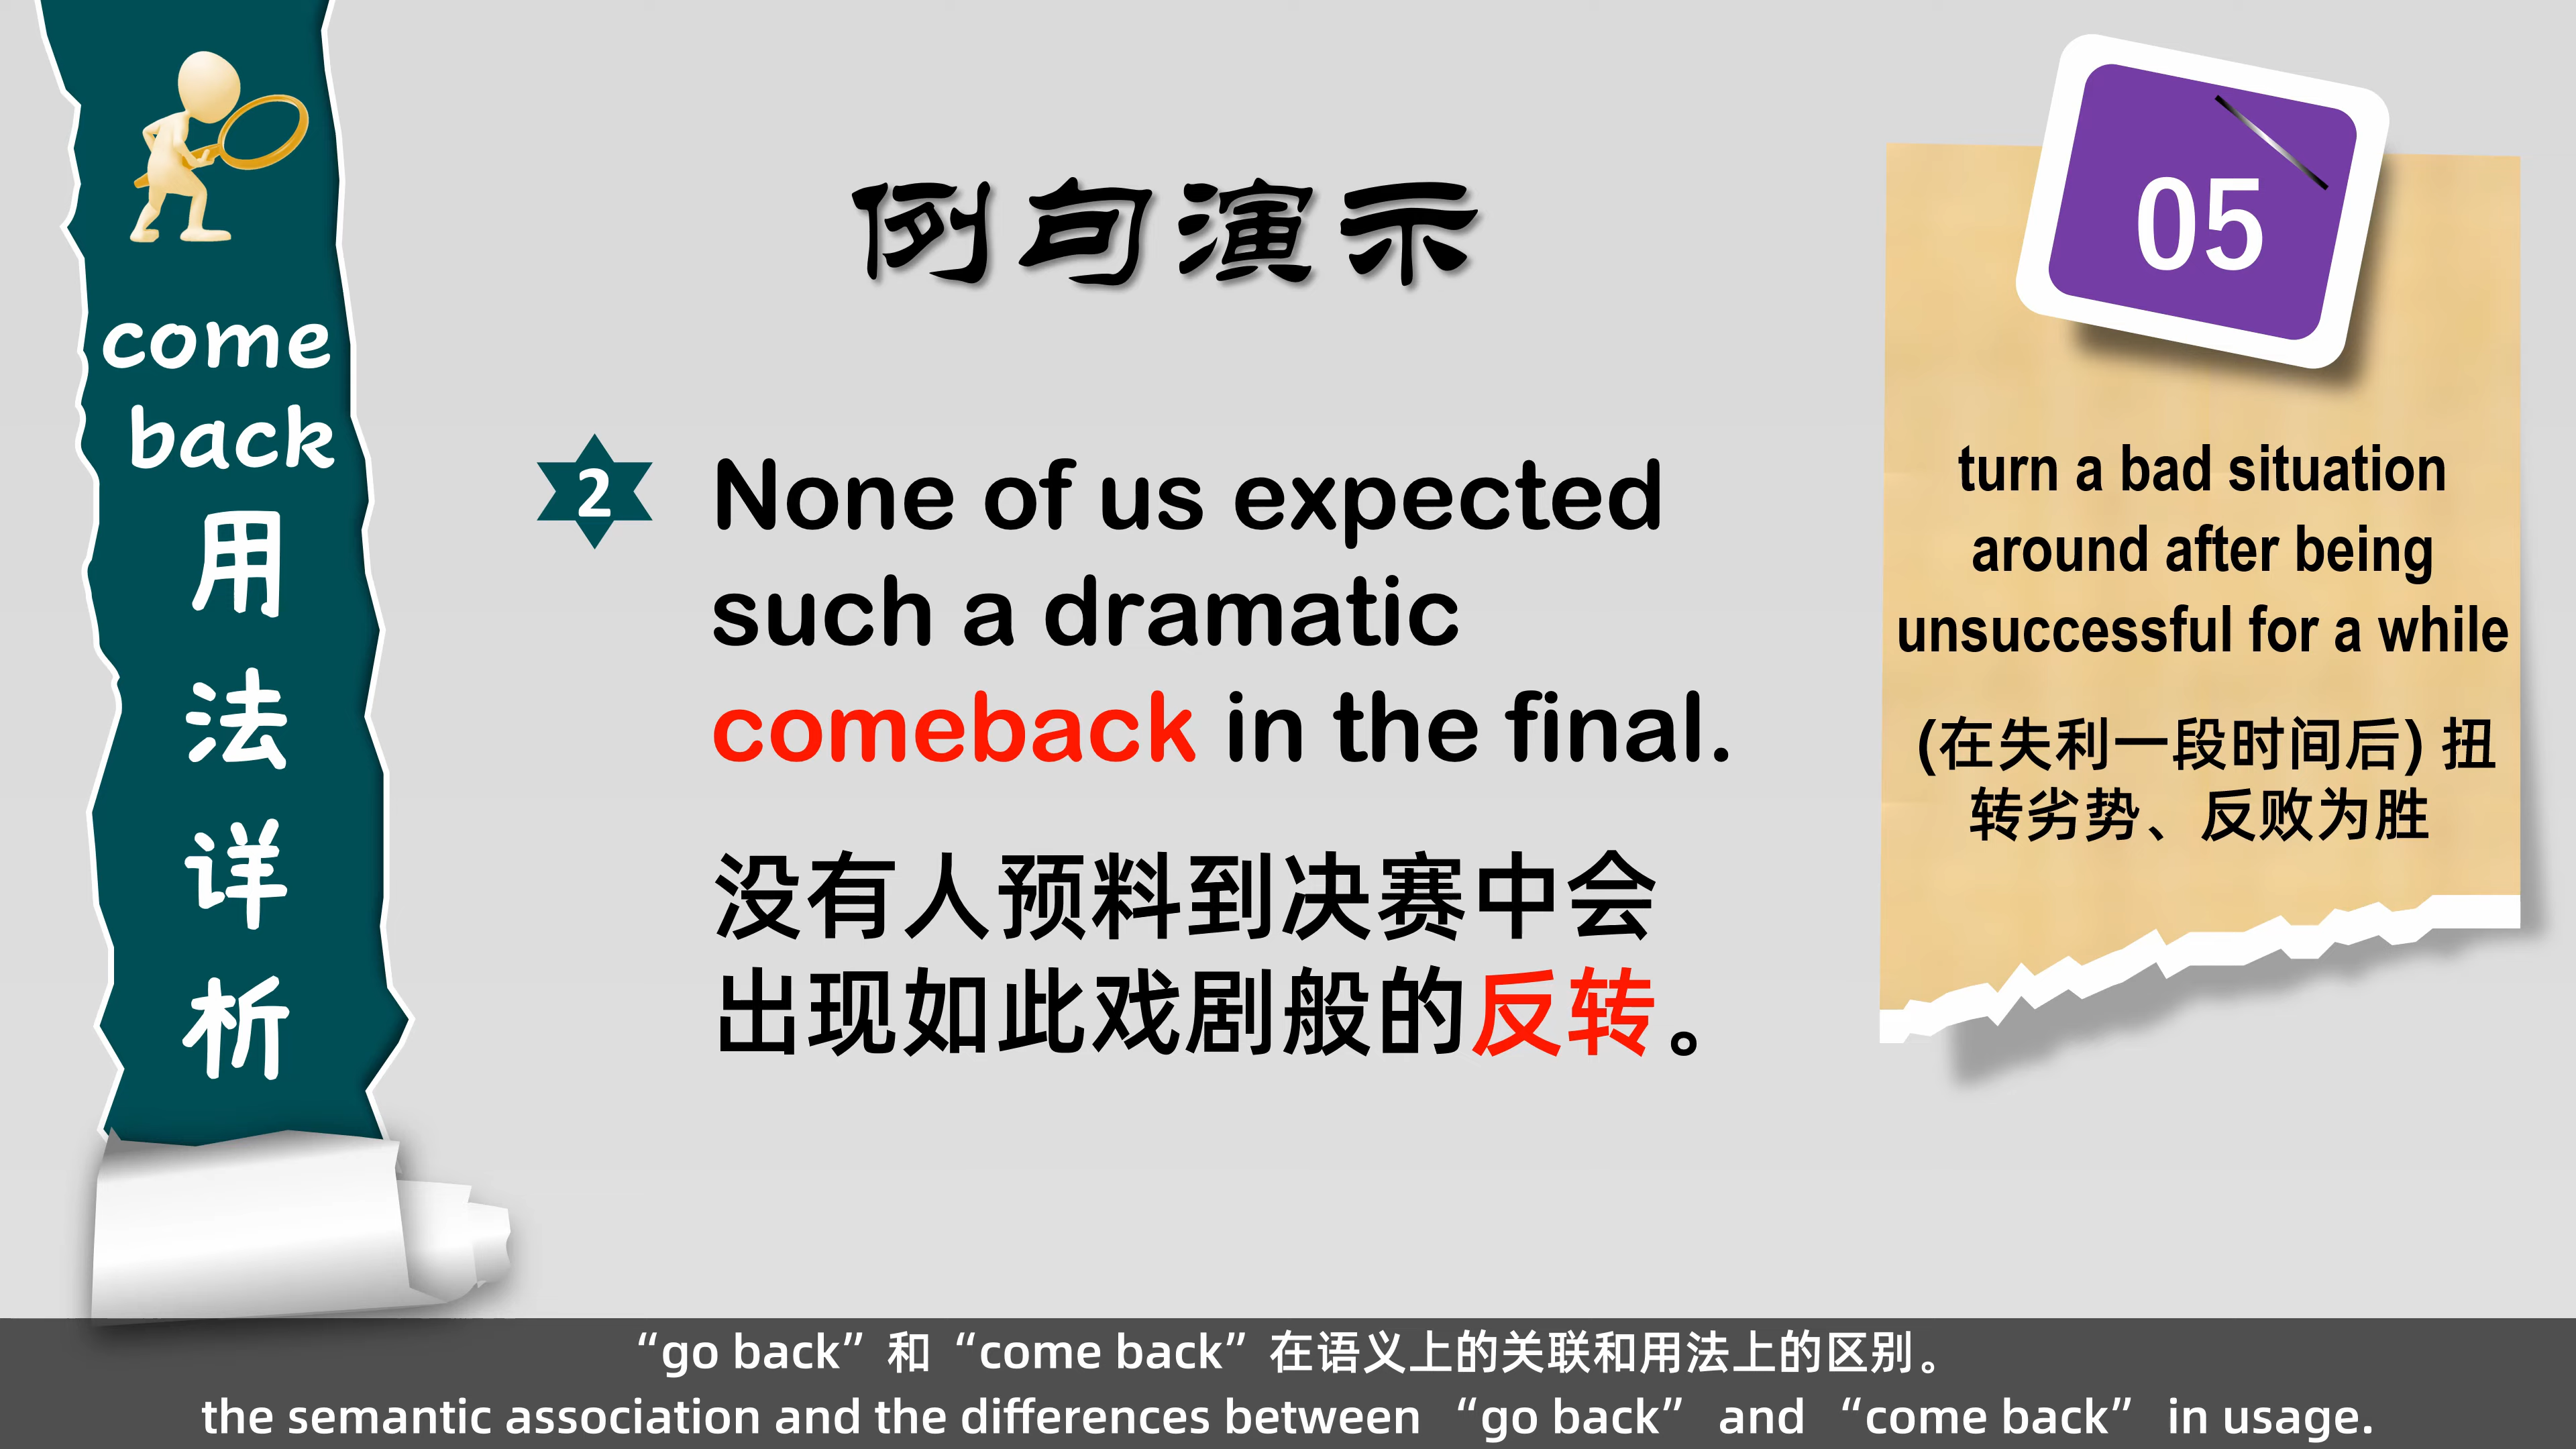 come
back
用
法
详
析
例句演示
2
None of us expected
such a dramatic
comeback in the final.
没有人预料到决赛中会
出现如此戏剧般的反转。
05
turn a bad situation
around after being
unsuccessful for a while
(在失利一段时间后) 扭
转劣势、反败为胜
“go back”和“come back”在语义上的关联和用法上的区别。
the semantic association and the differences between “go back” and “come back” in usage.